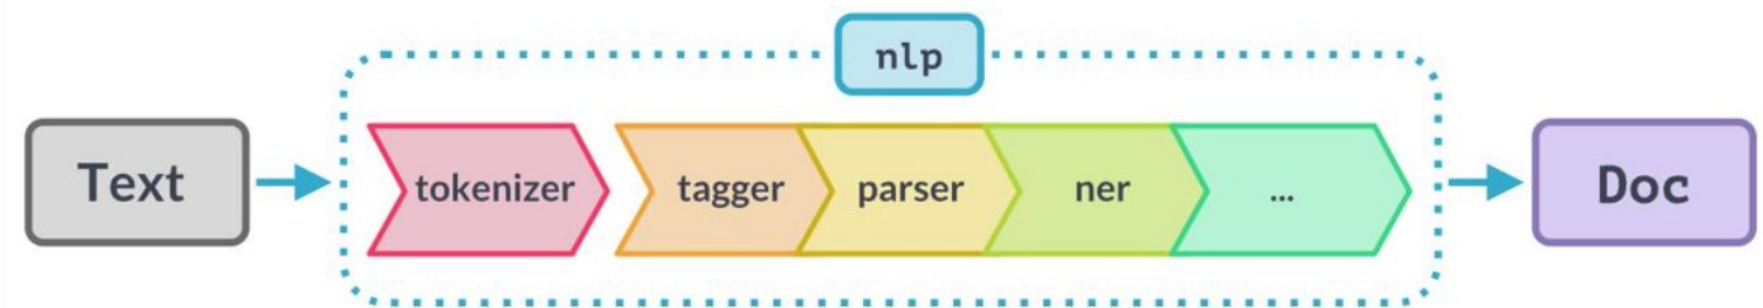 nlp
Text
tokenizer
tagger
parser
ner
...
Doc